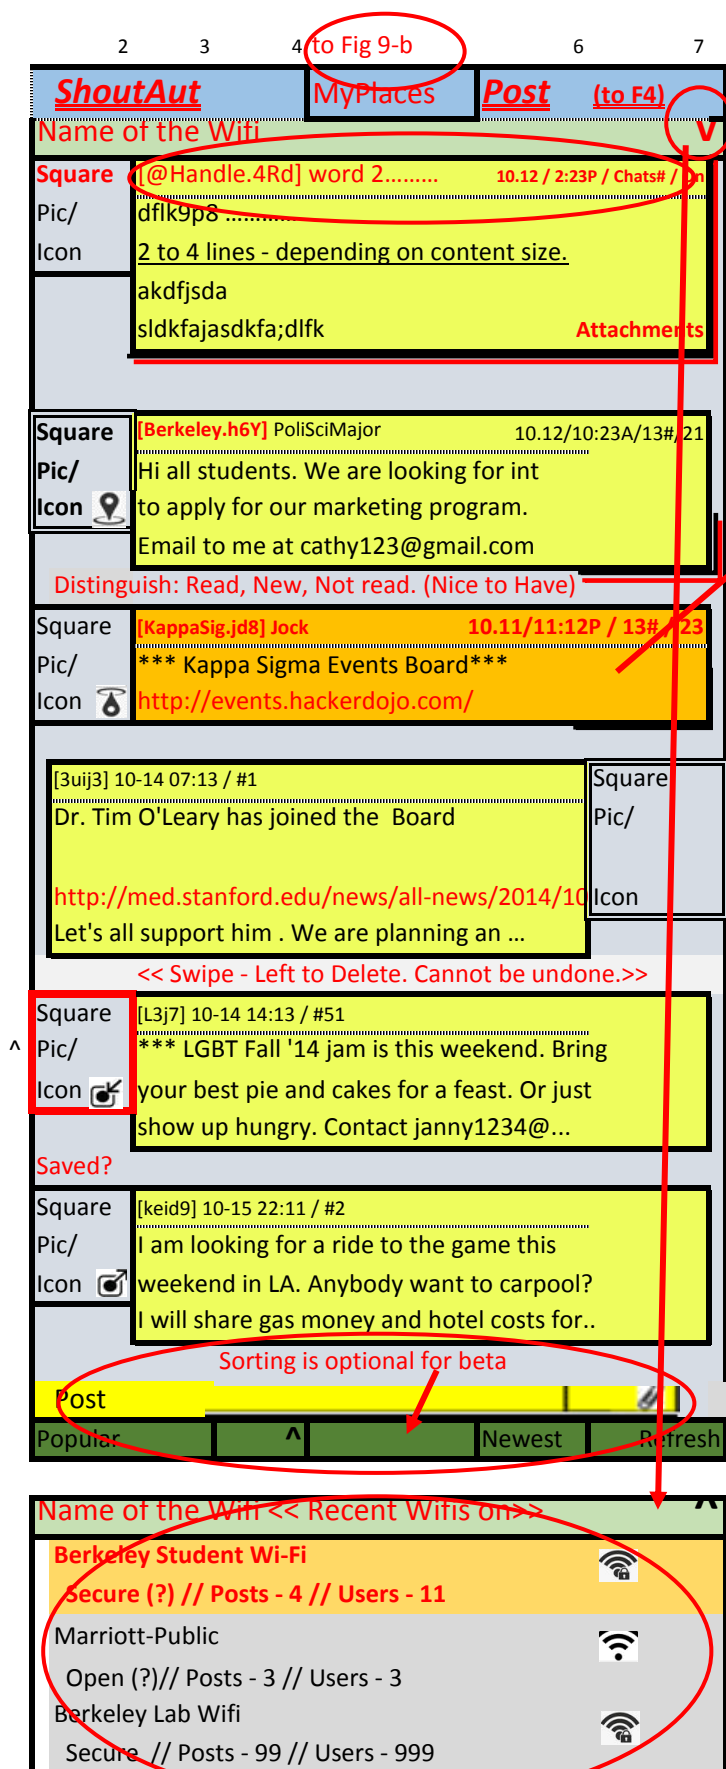 2 3 4 to Fig 9-b 6 7
ShoutAut MyPlaces Post (to F4)
Name of the Wifi V
Square [@Handle.4Rd] word 2......... 10.12 / 2:23P / Chats# /
Pic/ dflk9p8 .............
Icon 2 to 4 lines - depending on content size.
akdfjsda
sldkfajasdkfa;dlfk Attachments
Square [Berkeley.h6Y] PoliSciMajor 10.12/10:23A/13#/21
Pic/ Hi all students. We are looking for int
Icon to apply for our marketing program.
Email to me at cathy123@gmail.com
Distinguish: Read, New, Not read. (Nice to Have)
Square [KappaSig.jd8] Jock 10.11/11:12P / 13# / 23
Pic/ *** Kappa Sigma Events Board***
Icon http://events.hackerdojo.com/
[3uij3] 10-14 07:13 / #1 Square
Dr. Tim O'Leary has joined the Board Pic/
http://med.stanford.edu/news/all-news/2014/10 Icon
Let's all support him . We are planning an ...
<< Swipe - Left to Delete. Cannot be undone.>>
Square [L3j7] 10-14 14:13 / #51
^ Pic/ *** LGBT Fall '14 jam is this weekend. Bring
Icon your best pie and cakes for a feast. Or just
show up hungry. Contact janny1234@...
Saved?
Square [keid9] 10-15 22:11 / #2
Pic/ I am looking for a ride to the game this
Icon weekend in LA. Anybody want to carpool?
I will share gas money and hotel costs for..
Sorting is optional for beta
Post
Popular ^ Newest Refresh
Name of the Wifi << Recent Wifis on>> ^
Berkeley Student Wi-Fi
Secure (?) // Posts - 4 // Users - 11
Marriott-Public
Open (?)// Posts - 3 // Users - 3
Berkeley Lab Wifi
Secure // Posts - 99 // Users - 999